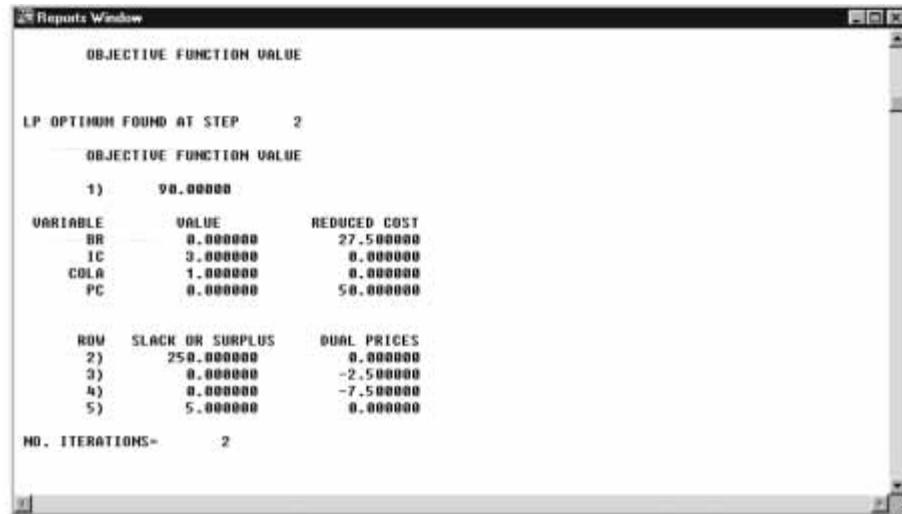 Reports Window
OBJECTIVE FUNCTION VALUE
LP OPTIMUM FOUND AT STEP 2
OBJECTIVE FUNCTION VALUE
1) 90.00000
VARIABLE VALUE REDUCED COST
BR 0.000000 27.500000
IC 3.000000 0.000000
COLA 1.000000 0.000000
PC 0.000000 50.000000
ROW SLACK OR SURPLUS DUAL PRICES
2) 250.000000 0.000000
3) 0.000000 -2.500000
4) 0.000000 -7.500000
5) 5.000000 0.000000
NO. ITERATIONS= 2